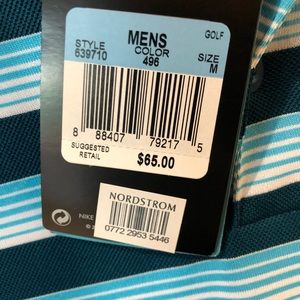 MENS
GOLF
STYLE COLOR SIZE
639710 496 M
8 88407 79217 5
SUGGESTED
RETAIL $65.00
NORDSTROM
0772 2953 5446
NIKE
© 2